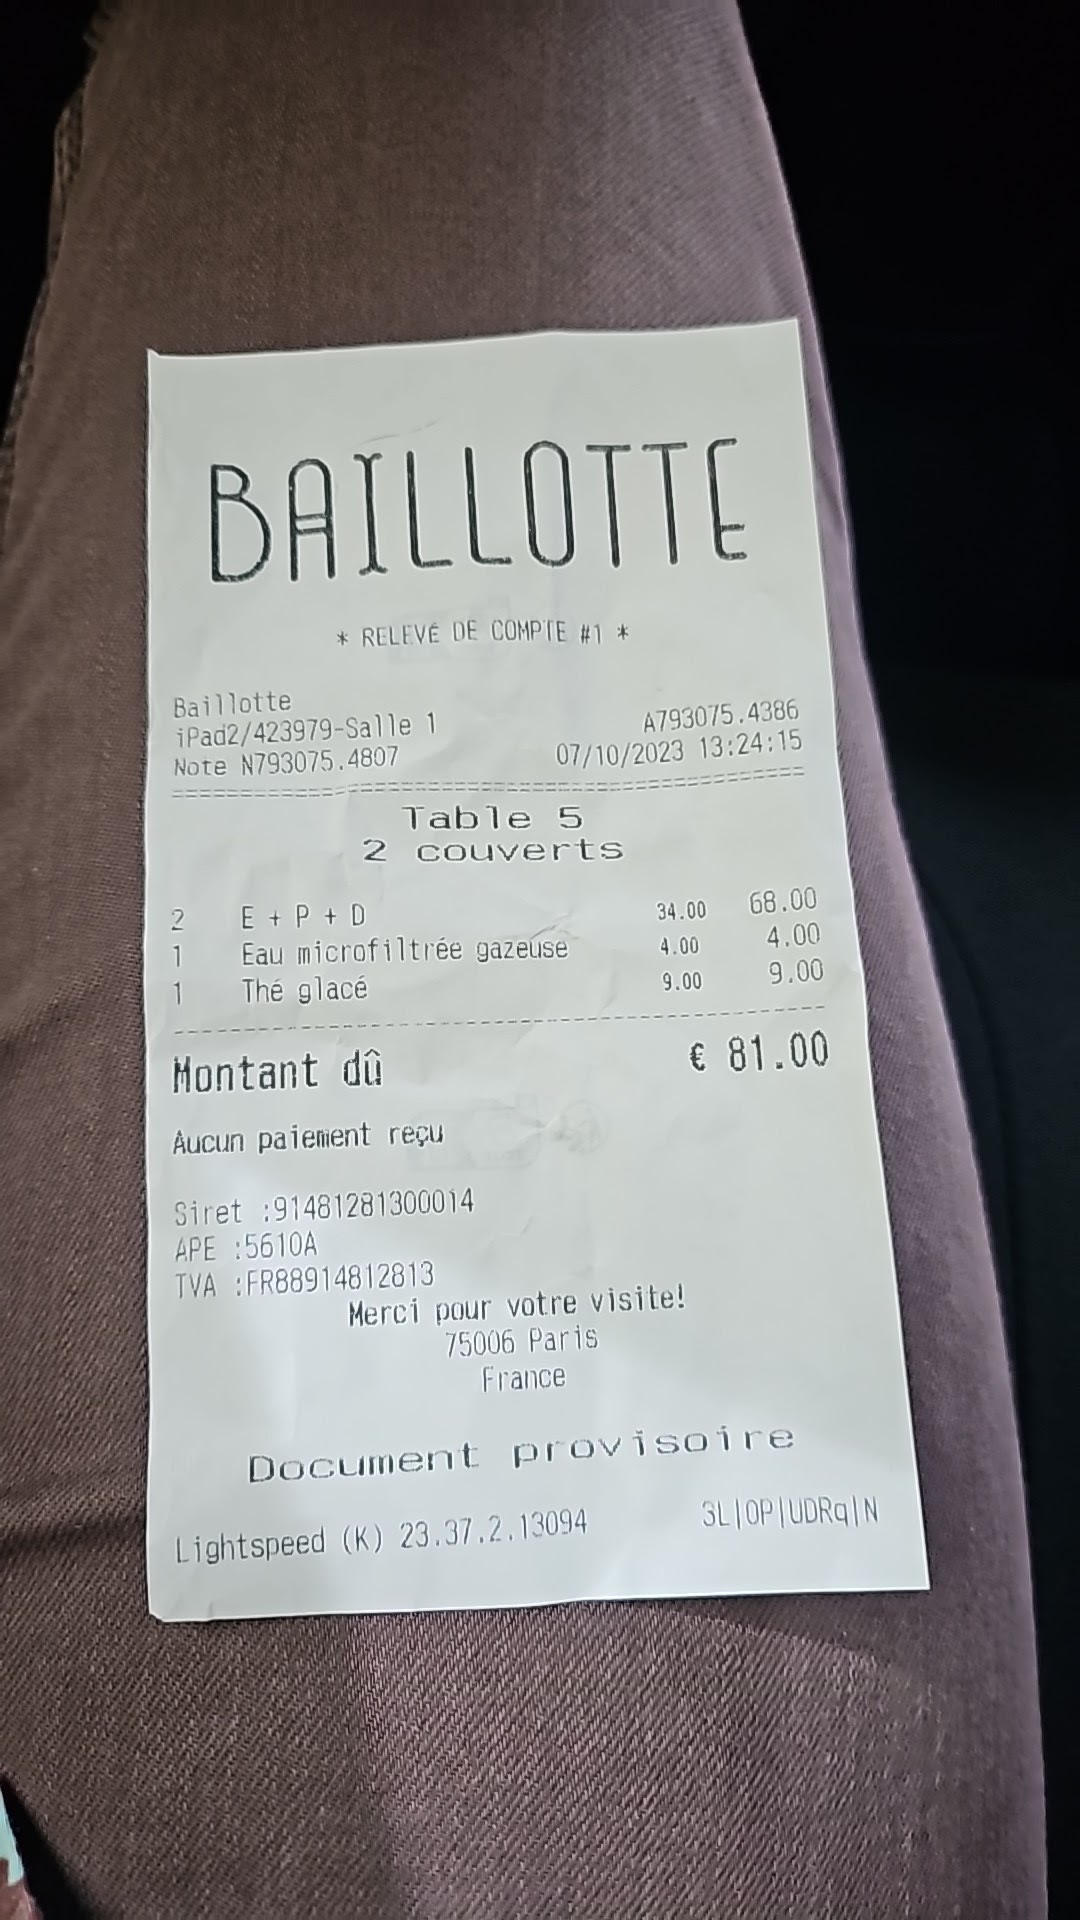 BAILLOTTE
* RELEVÉ DE COMPTE #1 *
Baillotte
iPad2/423979-Salle 1 A793075.4386
Note N793075.4807 07/10/2023 13:24:15
Table 5
2 couverts
2 E + P + D 34.00 68.00
1 Eau microfiltrée gazeuse 4.00 4.00
1 Thé glacé 9.00 9.00
Montant dû € 81.00
Aucun paiement reçu
Siret :91481281300014
APE :5610A
TVA :FR88914812813
Merci pour votre visite!
75006 Paris
France
Document provisoire
Lightspeed (K) 23.37.2.13094 3L|OP|UDRq|N